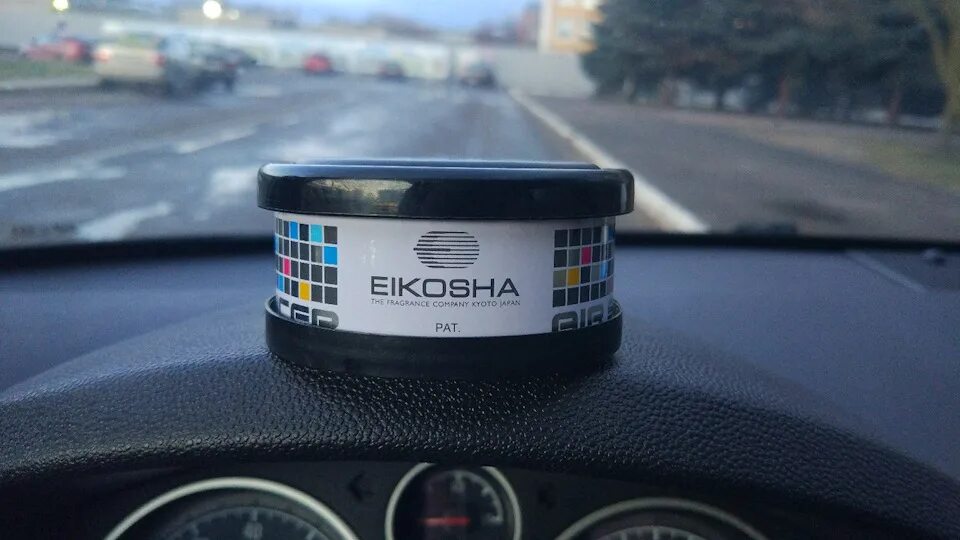 EIKOSHA
THE FRAGRANCE COMPANY KYOTO JAPAN
PAT.